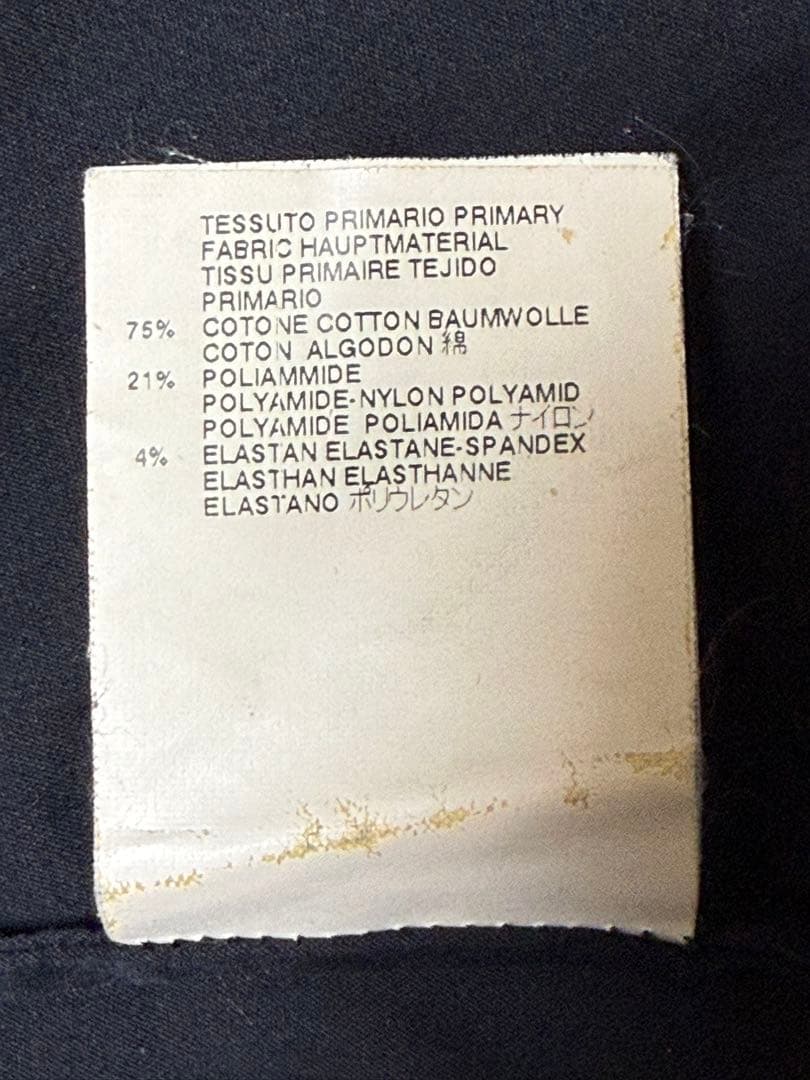 TESSUTO PRIMARIO PRIMARY
FABRIC HAUPTMATERIAL
TISSU PRIMAIRE TEJIDO
PRIMARIO
75% COTONE COTTON BAUMWOLLE
COTON ALGODON 綿
21% POLIAMMIDE
POLYAMIDE-NYLON POLYAMID
POLYAMIDE POLIAMIDA ナイロン
4% ELASTAN ELASTANE-SPANDEX
ELASTHAN ELASTHANNE
ELASTANO ポリウレタン